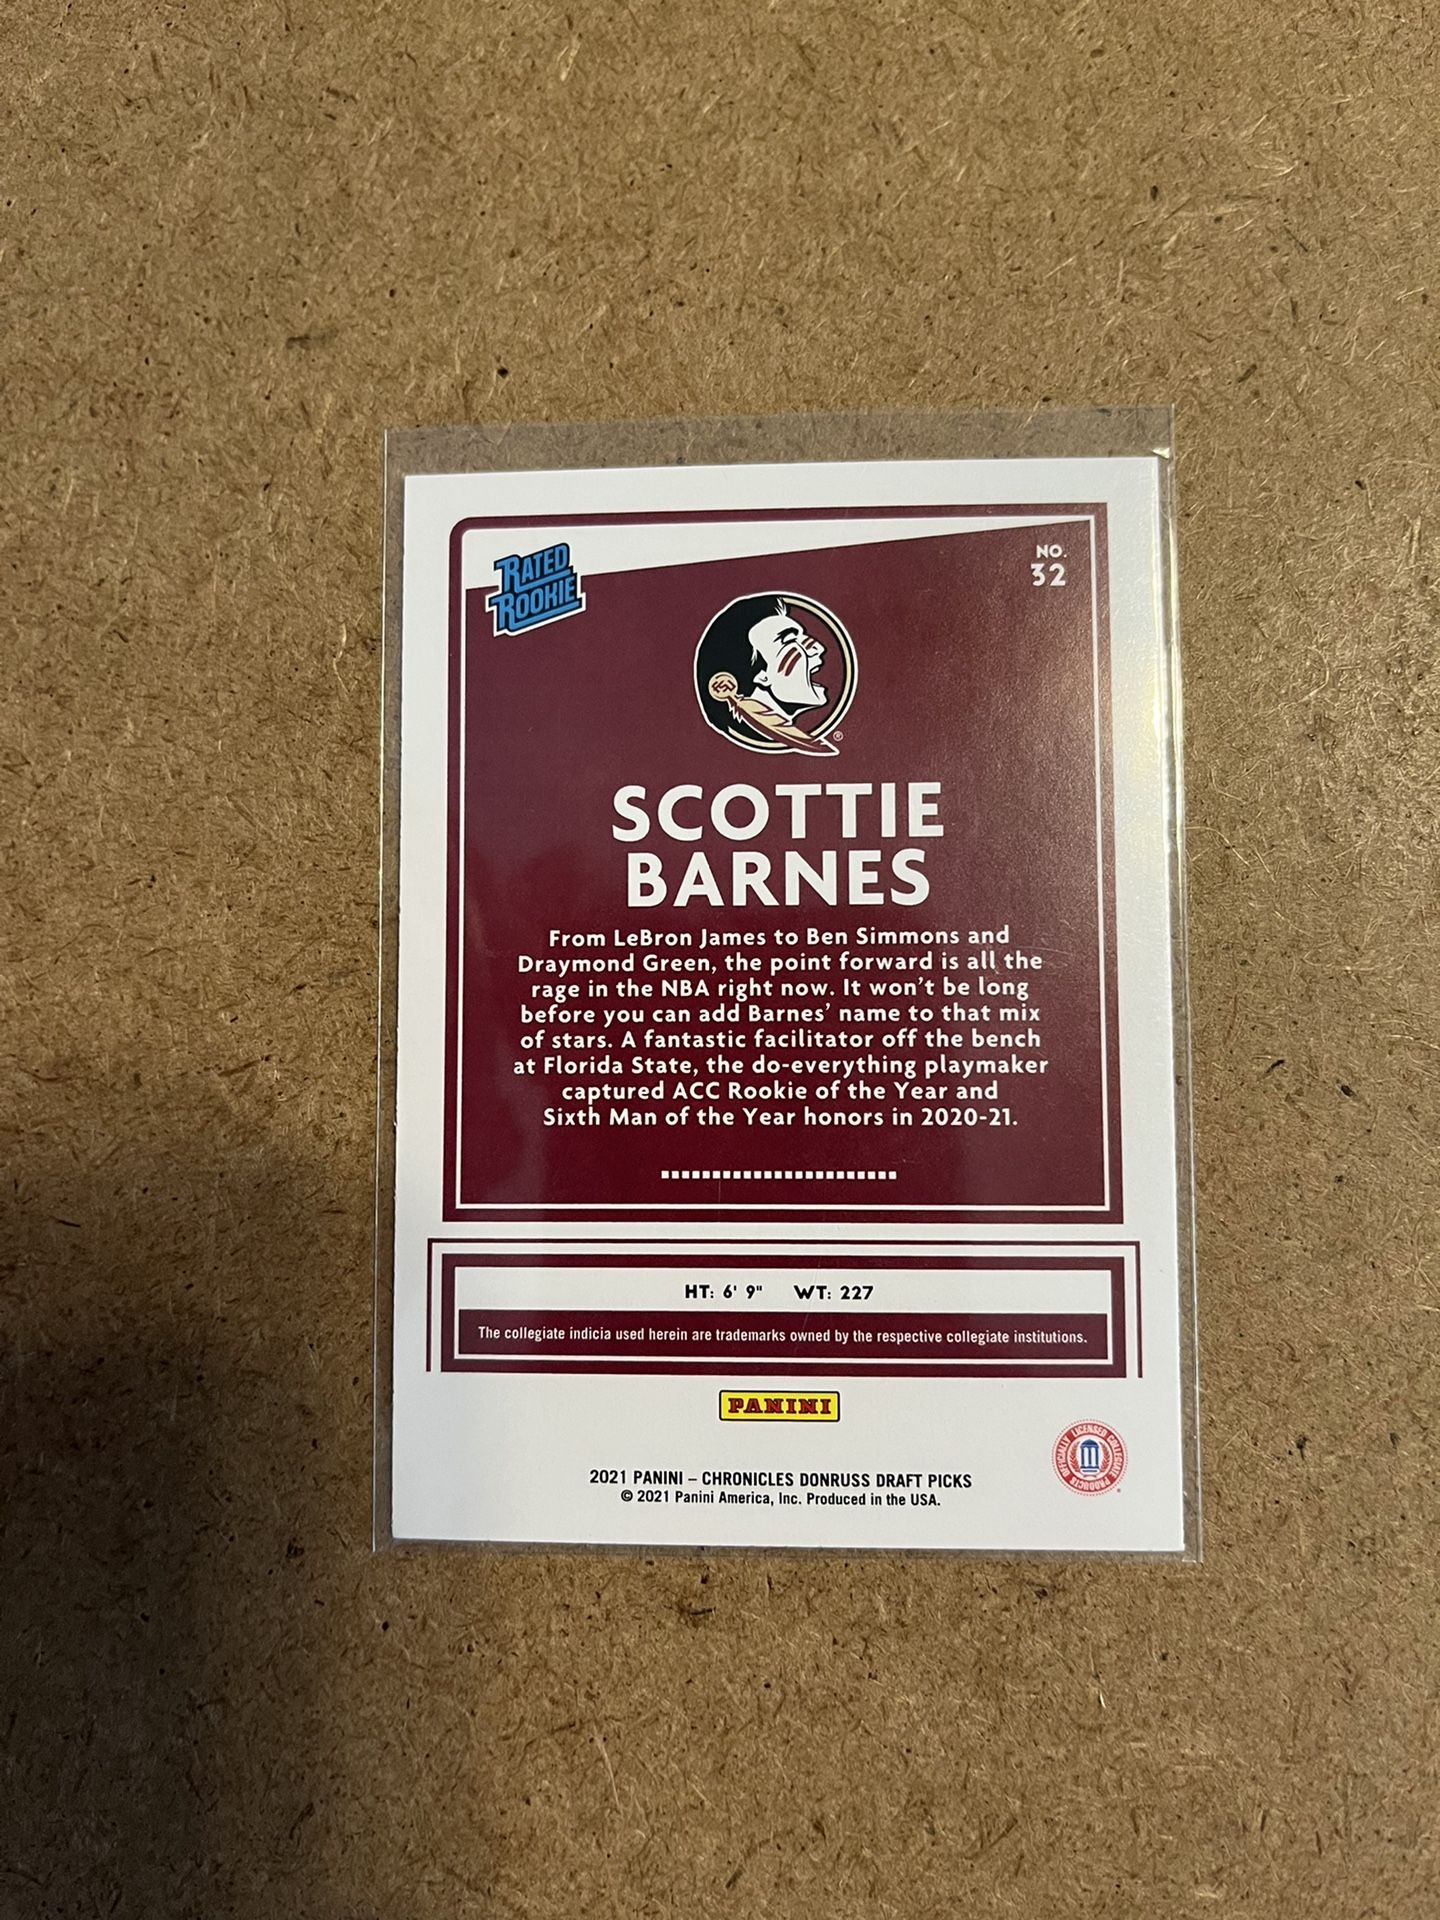 RATED
ROOKIE
NO.
32
FSU
®
SCOTTIE
BARNES
From LeBron James to Ben Simmons and
Draymond Green, the point forward is all the
rage in the NBA right now. It won't be long
before you can add Barnes' name to that mix
of stars. A fantastic facilitator off the bench
at Florida State, the do-everything playmaker
captured ACC Rookie of the Year and
Sixth Man of the Year honors in 2020-21.
HT: 6' 9" WT: 227
The collegiate indicia used herein are trademarks owned by the respective collegiate institutions.
PANINI
OFFICIALLY LICENSED COLLEGIATE PRODUCTS
2021 PANINI – CHRONICLES DONRUSS DRAFT PICKS
© 2021 Panini America, Inc. Produced in the USA.